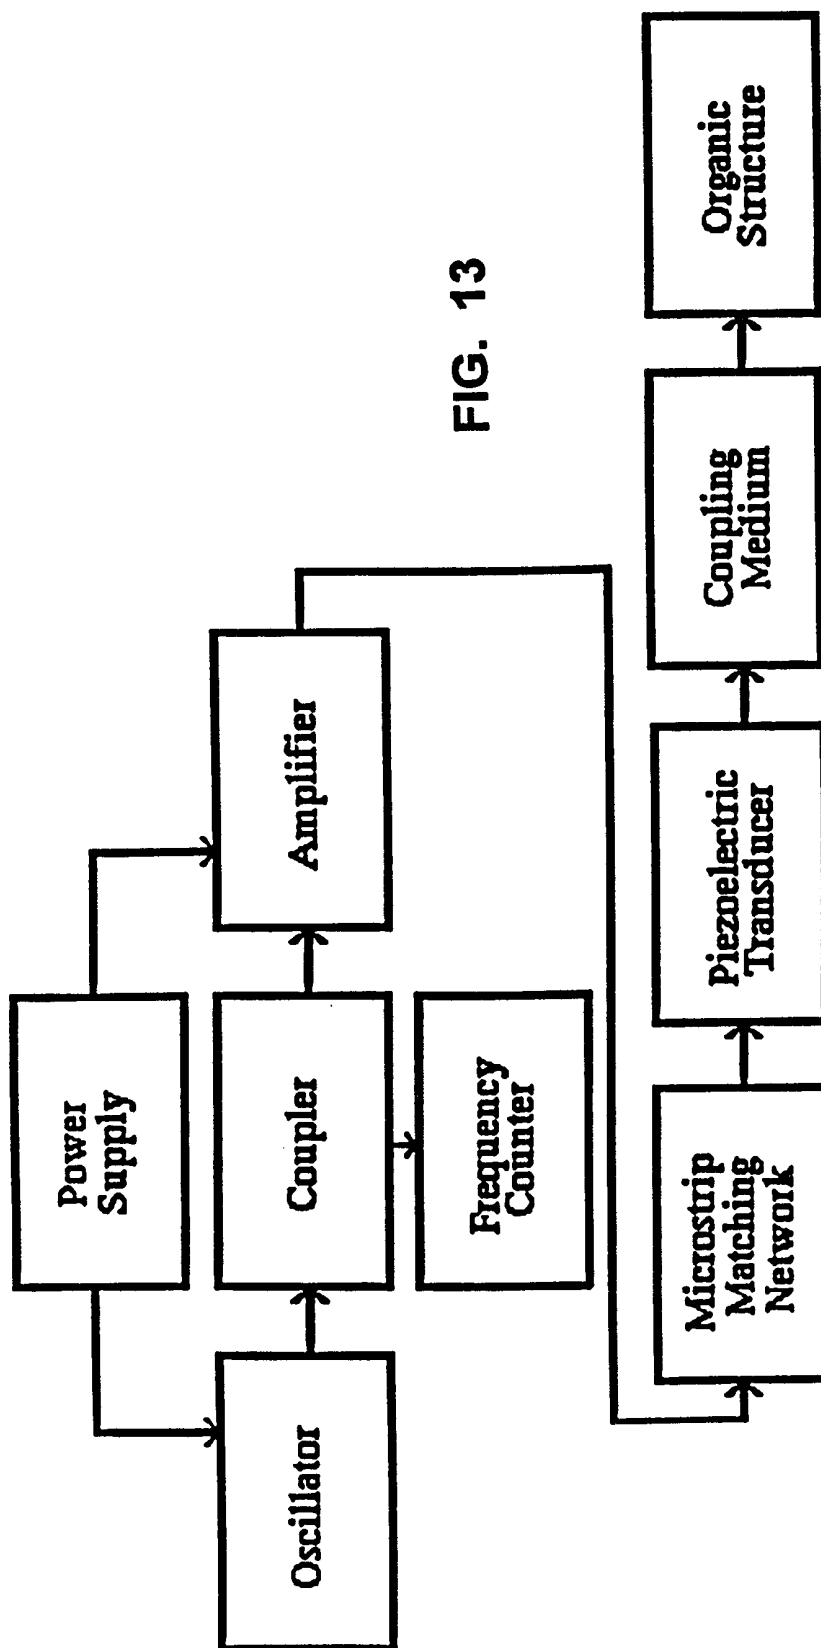 Power
Supply
Oscillator
Coupler
Amplifier
Frequency
Counter
FIG. 13
Microstrip
Matching
Network
Piezoelectric
Transducer
Coupling
Medium
Organic
Structure